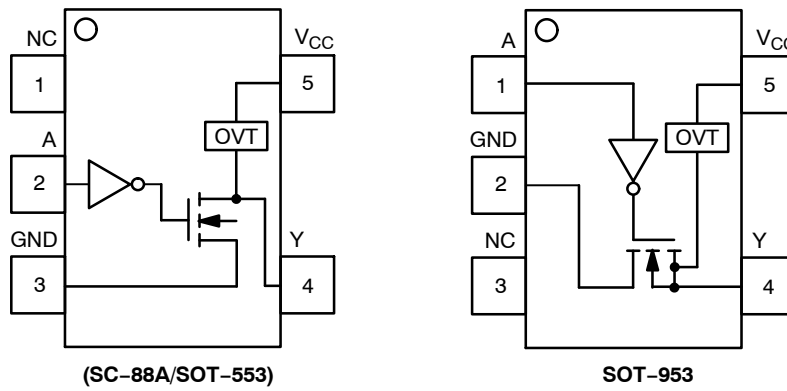 NC
1
A
2
GND
3
V_CC
5
OVT
Y
4
(SC–88A/SOT–553)
A
1
GND
2
NC
3
V_CC
5
OVT
Y
4
SOT–953